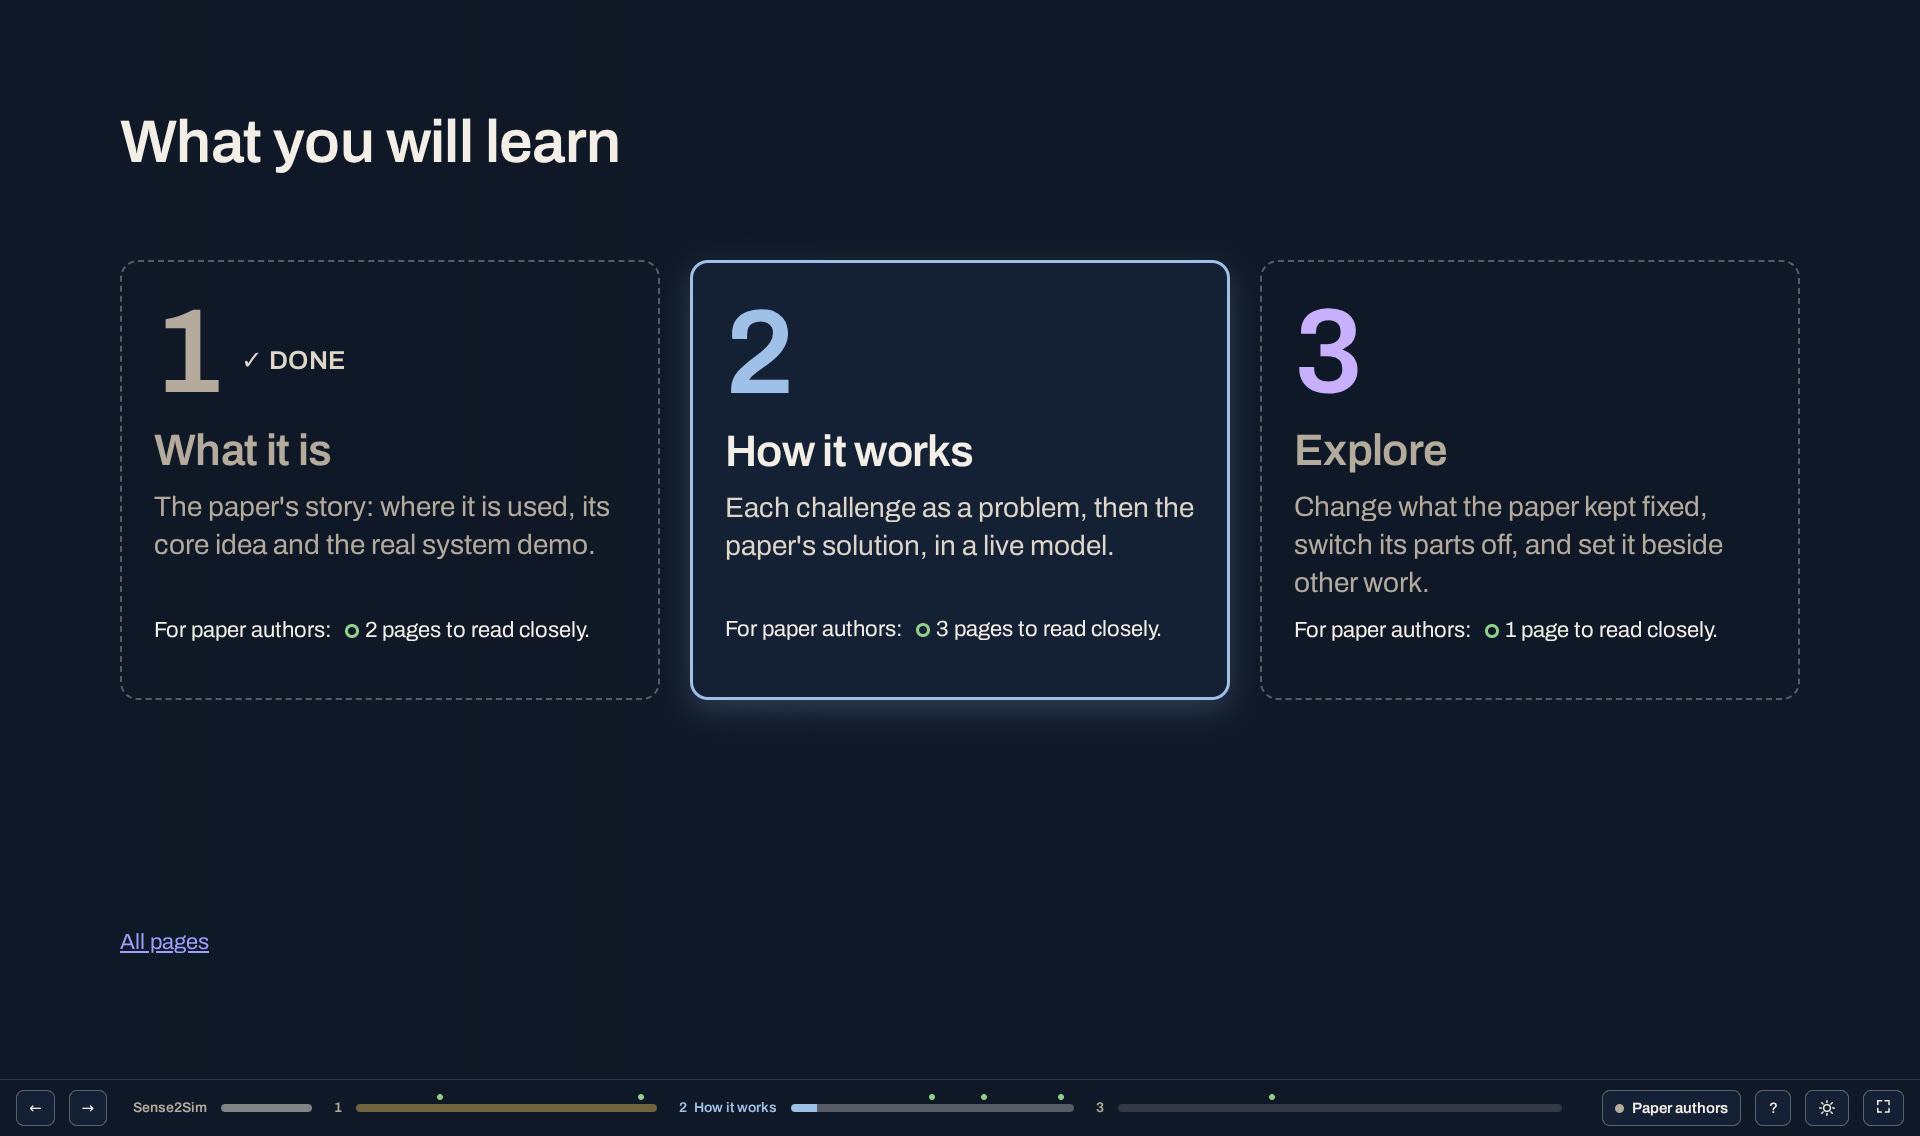 What you will learn
1 ✓ DONE
What it is
The paper's story: where it is used, its
core idea and the real system demo.
For paper authors: 2 pages to read closely.
2
How it works
Each challenge as a problem, then the
paper's solution, in a live model.
For paper authors: 3 pages to read closely.
3
Explore
Change what the paper kept fixed,
switch its parts off, and set it beside
other work.
For paper authors: 1 page to read closely.
All pages
← → Sense2Sim 1 2 How it works 3 Paper authors ?